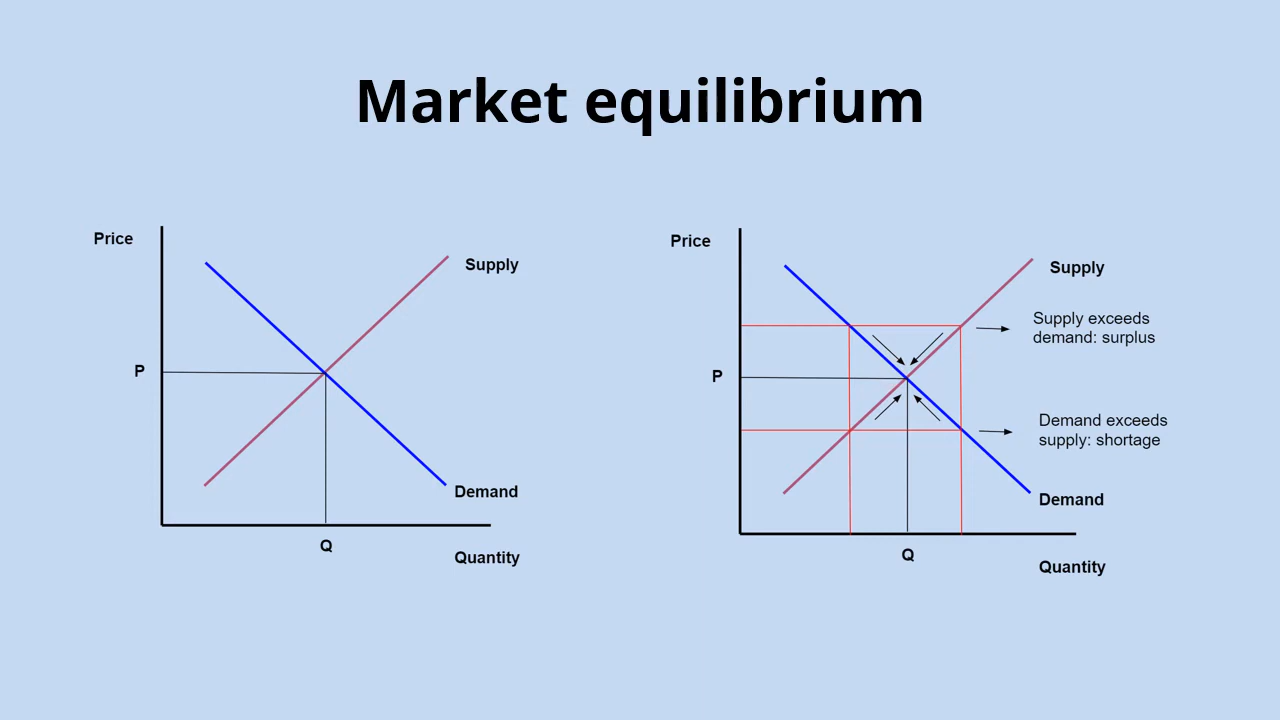 Market equilibrium
Price
Supply
P
Demand
Q
Quantity
Price
Supply
Supply exceeds
demand: surplus
P
Demand exceeds
supply: shortage
Demand
Q
Quantity